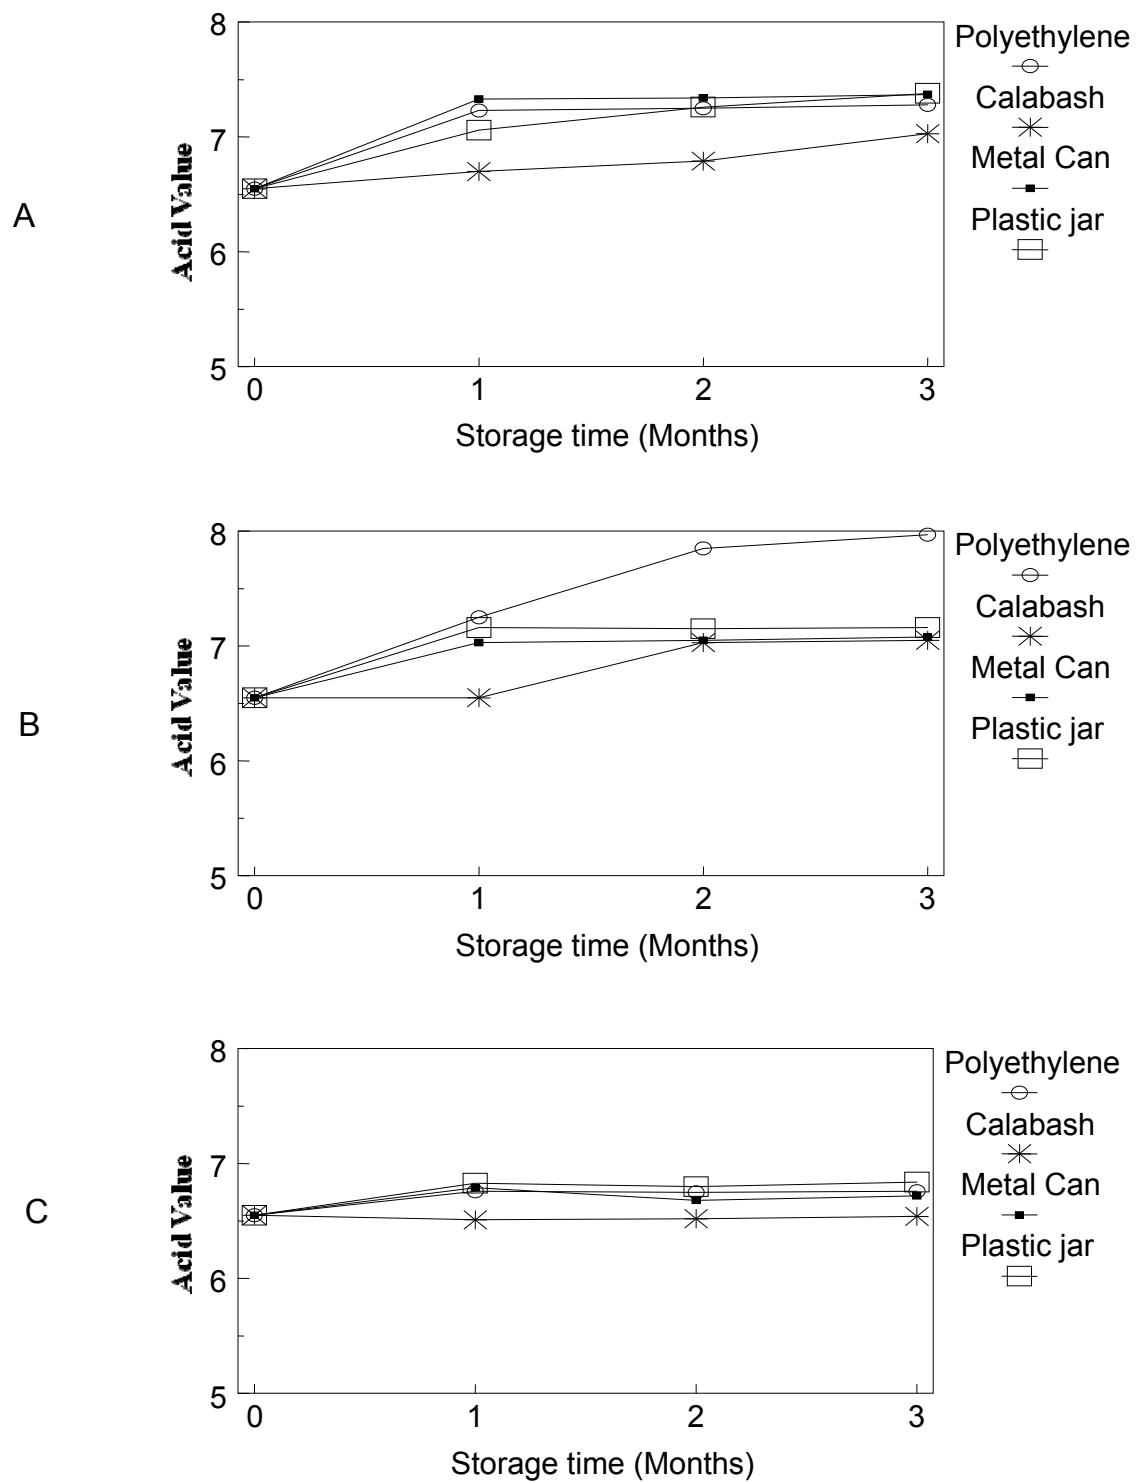 A
Acid Value
8
7
6
5
0 1 2 3
Storage time (Months)
Polyethylene
Calabash
Metal Can
Plastic jar
B
Acid Value
8
7
6
5
0 1 2 3
Storage time (Months)
Polyethylene
Calabash
Metal Can
Plastic jar
C
Acid Value
8
7
6
5
0 1 2 3
Storage time (Months)
Polyethylene
Calabash
Metal Can
Plastic jar